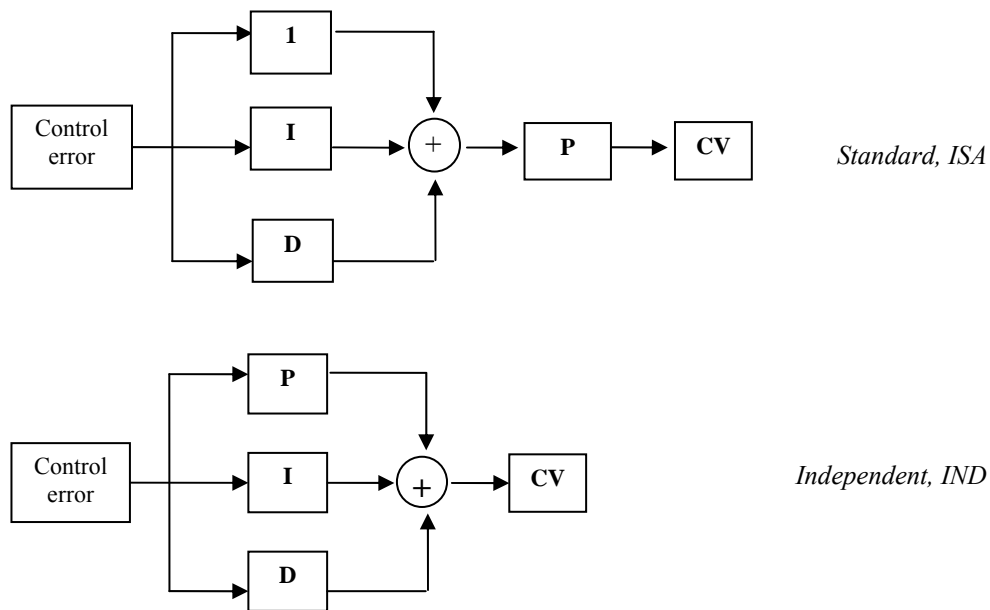 1
Control
error
I
+
P
CV
Standard, ISA
D
P
Control
error
I
+
CV
Independent, IND
D